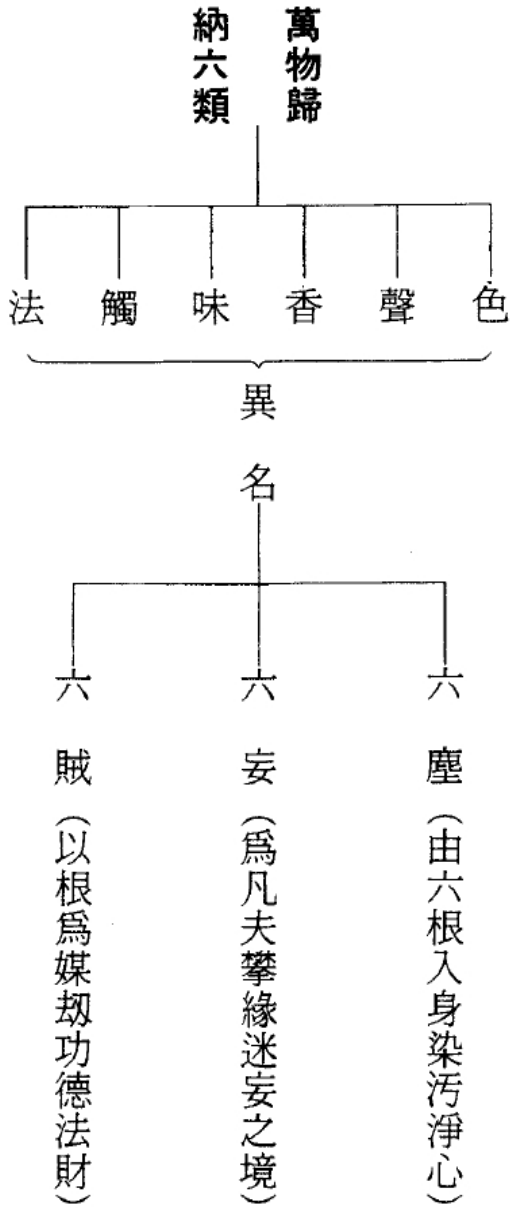 萬物歸
納六類
色
聲
香
味
觸
法
異名
六塵（由六根入身染汚淨心）
六妄（爲凡夫攀緣迷妄之境）
六賊（以根爲媒刼功德法財）